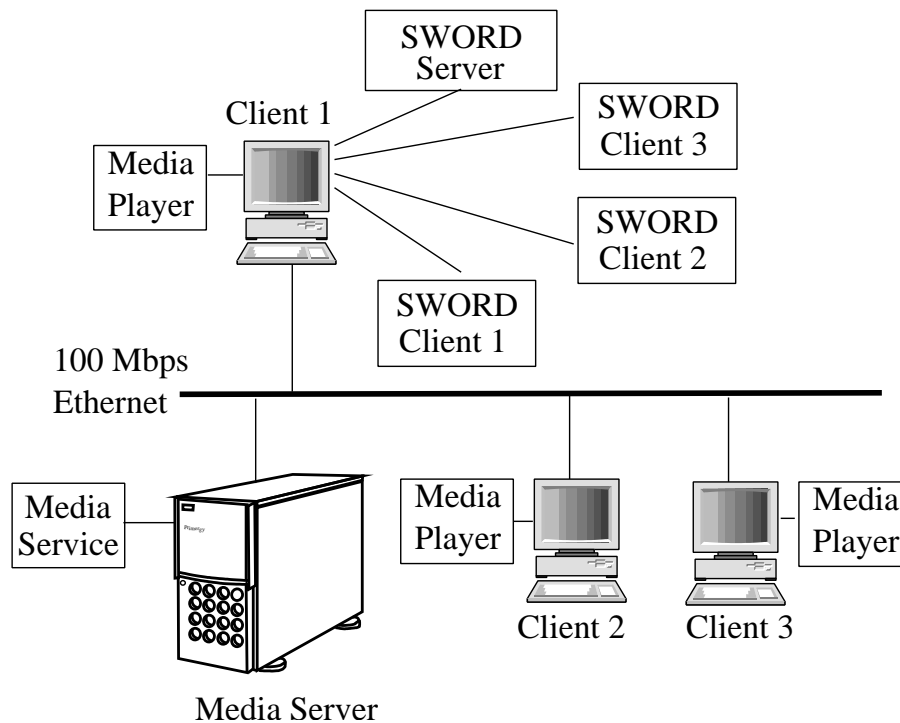 SWORD
Server
Client 1
SWORD
Client 3
Media
Player
SWORD
Client 2
SWORD
Client 1
100 Mbps
Ethernet
Media
Service
Media
Player
Media
Player
Client 2
Client 3
Media Server